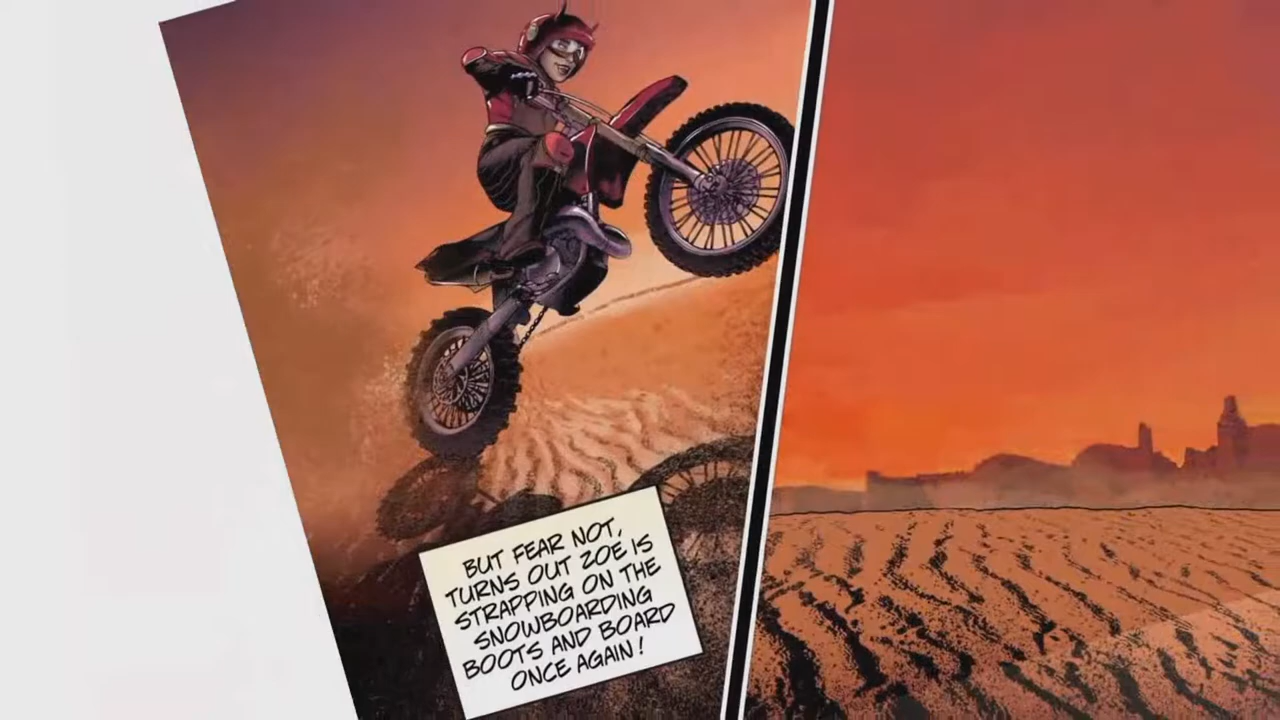 BUT FEAR NOT,
TURNS OUT ZOE IS
STRAPPING ON THE
SNOWBOARDING
BOOTS AND BOARD
ONCE AGAIN!